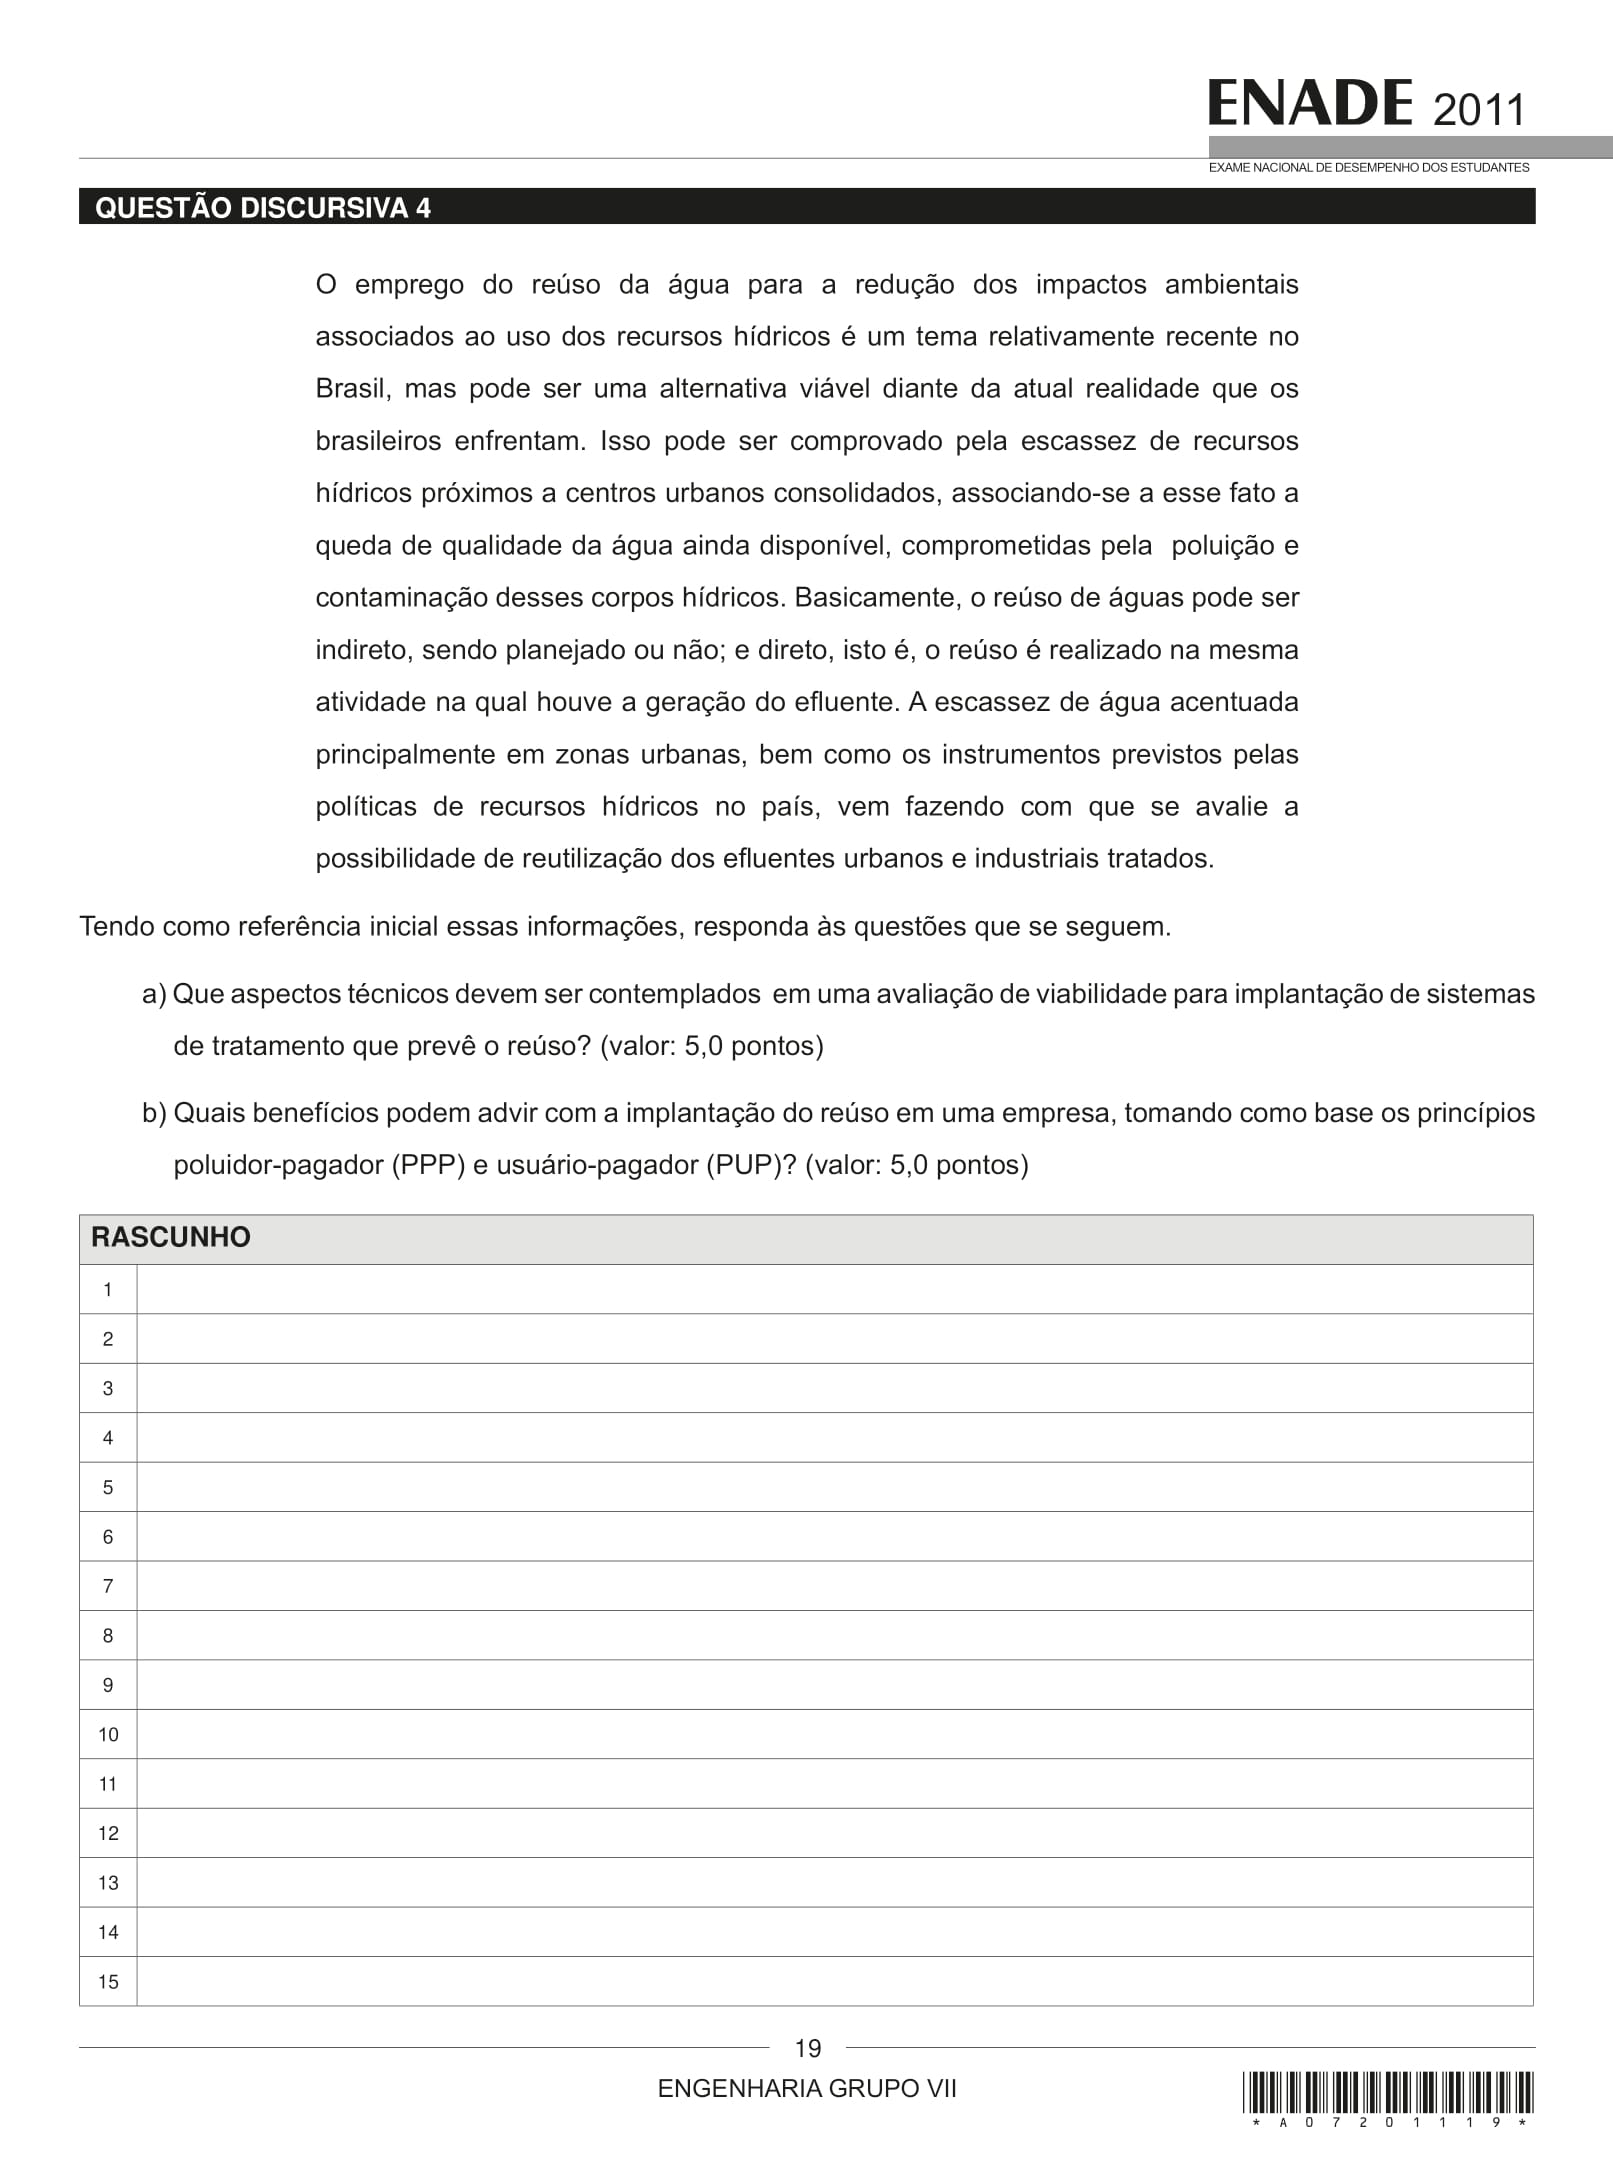 ENADE 2011
EXAME NACIONAL DE DESEMPENHO DOS ESTUDANTES
QUESTÃO DISCURSIVA 4
O emprego do reúso da água para a redução dos impactos ambientais
associados ao uso dos recursos hídricos é um tema relativamente recente no
Brasil, mas pode ser uma alternativa viável diante da atual realidade que os
brasileiros enfrentam. Isso pode ser comprovado pela escassez de recursos
hídricos próximos a centros urbanos consolidados, associando-se a esse fato a
queda de qualidade da água ainda disponível, comprometidas pela poluição e
contaminação desses corpos hídricos. Basicamente, o reúso de águas pode ser
indireto, sendo planejado ou não; e direto, isto é, o reúso é realizado na mesma
atividade na qual houve a geração do efluente. A escassez de água acentuada
principalmente em zonas urbanas, bem como os instrumentos previstos pelas
políticas de recursos hídricos no país, vem fazendo com que se avalie a
possibilidade de reutilização dos efluentes urbanos e industriais tratados.
Tendo como referência inicial essas informações, responda às questões que se seguem.
a) Que aspectos técnicos devem ser contemplados em uma avaliação de viabilidade para implantação de sistemas
de tratamento que prevê o reúso? (valor: 5,0 pontos)
b) Quais benefícios podem advir com a implantação do reúso em uma empresa, tomando como base os princípios
poluidor-pagador (PPP) e usuário-pagador (PUP)? (valor: 5,0 pontos)
RASCUNHO
1
2
3
4
5
6
7
8
9
10
11
12
13
14
15
19
ENGENHARIA GRUPO VII
* A 0 7 2 0 1 1 1 9 *